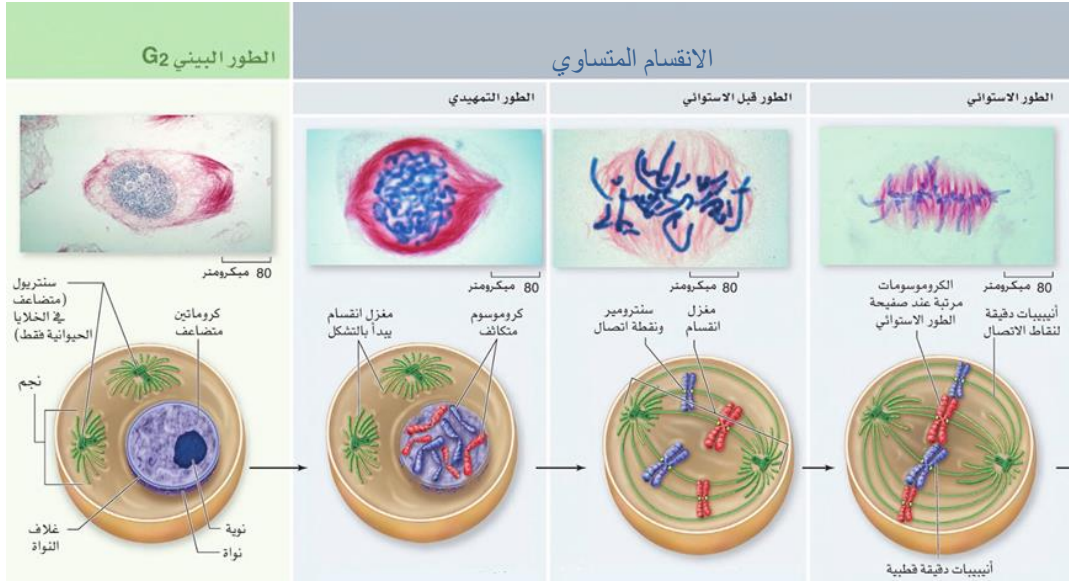 الطور البيني G2
الانقسام المتساوي
الطور التمهيدي
الطور قبل الاستوائي
الطور الاستوائي
80 ميكرومتر
80 ميكرومتر
80 ميكرومتر
80 ميكرومتر
سنتريول
(متضاعف
في الخلايا
الحيوانية فقط)
كروماتين
متضاعف
نجم
غلاف
النواة
نوية
نواة
مغزل انقسام
يبدأ بالتشكل
كروموسوم
متكاثف
سنترومير
ونقطة اتصال
مغزل
انقسام
الكروموسومات
مرتبة عند صفيحة
الطور الاستوائي
أنيبيبات دقيقة
لنقاط الاتصال
أنيبيبات دقيقة قطبية